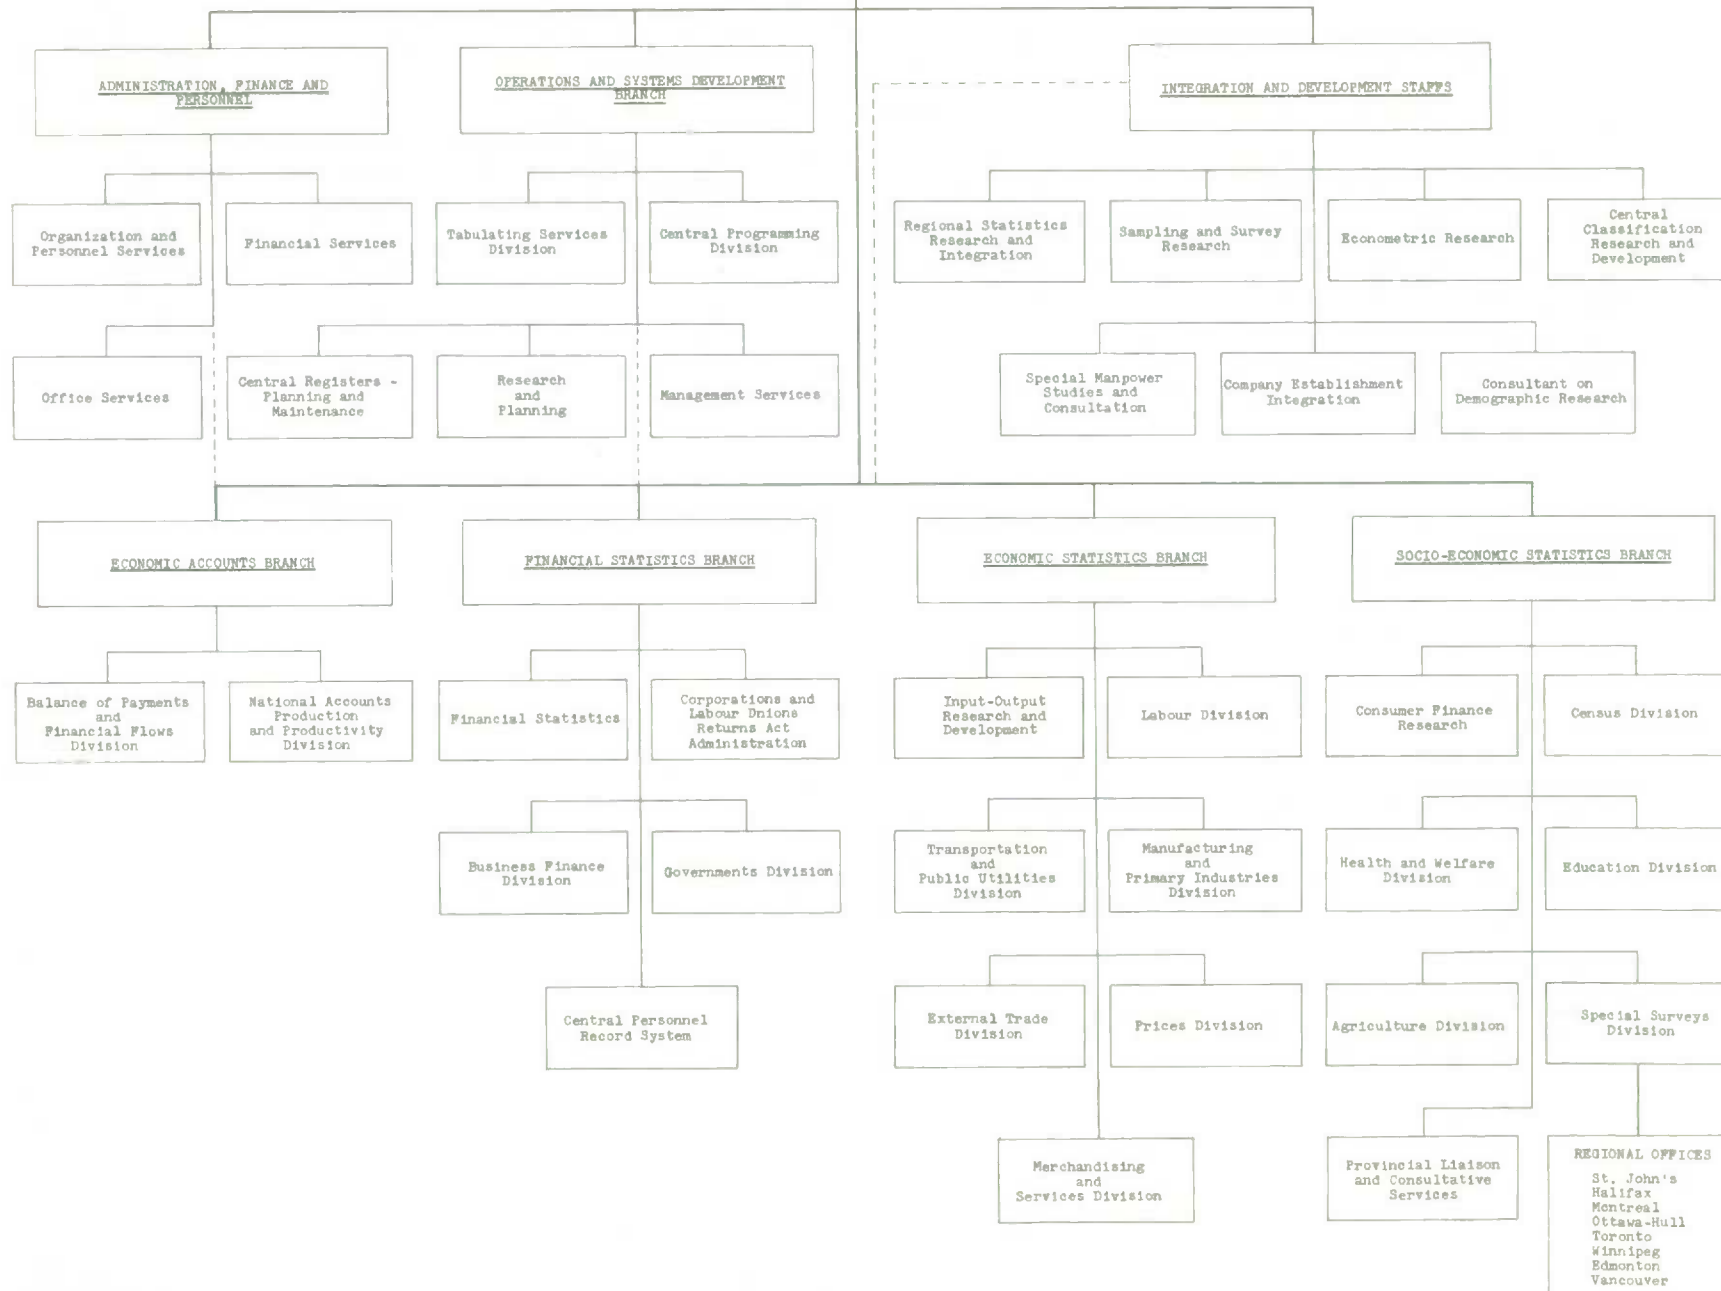 ADMINISTRATION, FINANCE AND
PERSONNEL
OPERATIONS AND SYSTEMS DEVELOPMENT
BRANCH
INTEGRATION AND DEVELOPMENT STAFFS
Organization and
Personnel Services
Financial Services
Tabulating Services
Division
Central Programming
Division
Regional Statistics
Research and
Integration
Sampling and Survey
Research
Econometric Research
Central
Classification
Research and
Development
Office Services
Central Registers -
Planning and
Maintenance
Research
and
Planning
Management Services
Special Manpower
Studies and
Consultation
Company Establishment
Integration
Consultant on
Demographic Research
ECONOMIC ACCOUNTS BRANCH
FINANCIAL STATISTICS BRANCH
ECONOMIC STATISTICS BRANCH
SOCIO-ECONOMIC STATISTICS BRANCH
Balance of Payments
and
Financial Flows
Division
National Accounts
Production
and Productivity
Division
Financial Statistics
Corporations and
Labour Unions
Returns Act
Administration
Input-Output
Research and
Development
Labour Division
Consumer Finance
Research
Census Division
Business Finance
Division
Governments Division
Transportation
and
Public Utilities
Division
Manufacturing
and
Primary Industries
Division
Health and Welfare
Division
Education Division
Central Personnel
Record System
External Trade
Division
Prices Division
Agriculture Division
Special Surveys
Division
Merchandising
and
Services Division
Provincial Liaison
and Consultative
Services
REGIONAL OFFICES
St. John's
Halifax
Montreal
Ottawa-Hull
Toronto
Winnipeg
Edmonton
Vancouver